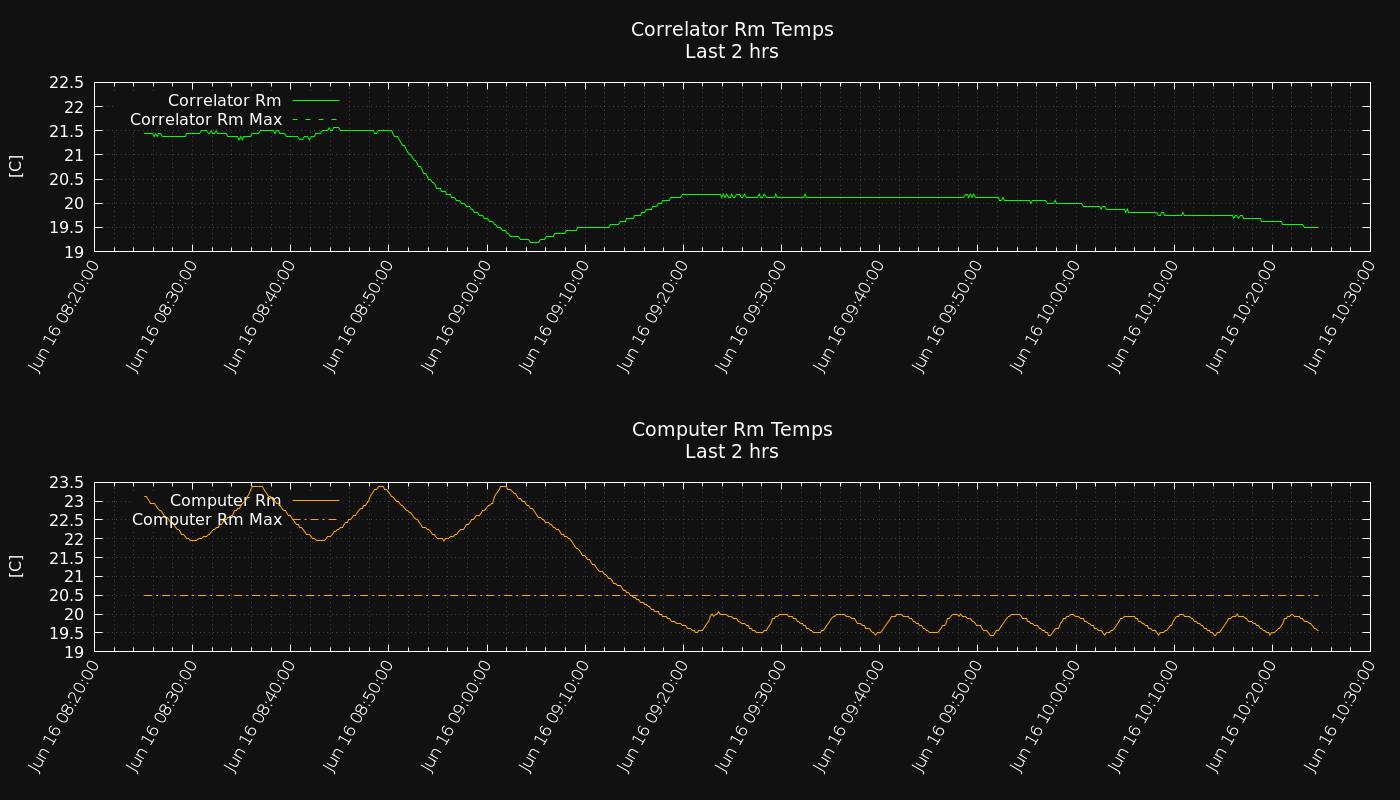 Correlator Rm Temps
Last 2 hrs
22.5
22
21.5
21
20.5
20
19.5
19
[C]
Correlator Rm
Correlator Rm Max
Jun 16 08:20:00
Jun 16 08:30:00
Jun 16 08:40:00
Jun 16 08:50:00
Jun 16 09:00:00
Jun 16 09:10:00
Jun 16 09:20:00
Jun 16 09:30:00
Jun 16 09:40:00
Jun 16 09:50:00
Jun 16 10:00:00
Jun 16 10:10:00
Jun 16 10:20:00
Jun 16 10:30:00
Computer Rm Temps
Last 2 hrs
23.5
23
22.5
22
21.5
21
20.5
20
19.5
19
[C]
Computer Rm
Computer Rm Max
Jun 16 08:20:00
Jun 16 08:30:00
Jun 16 08:40:00
Jun 16 08:50:00
Jun 16 09:00:00
Jun 16 09:10:00
Jun 16 09:20:00
Jun 16 09:30:00
Jun 16 09:40:00
Jun 16 09:50:00
Jun 16 10:00:00
Jun 16 10:10:00
Jun 16 10:20:00
Jun 16 10:30:00